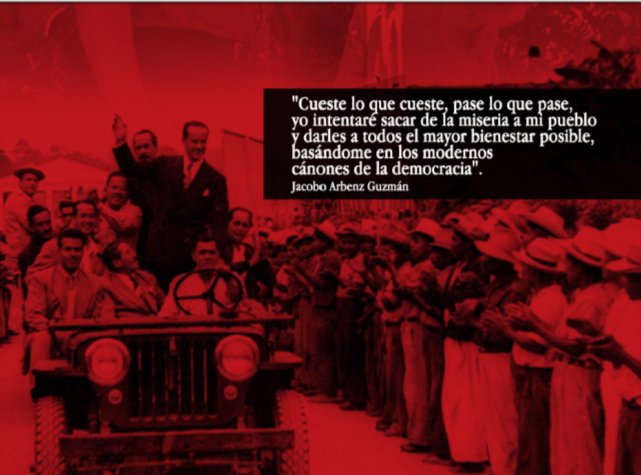 "Cueste lo que cueste, pase lo que pase,
yo intentaré sacar de la miseria a mi pueblo
y darles a todos el mayor bienestar posible,
basándome en los modernos
cánones de la democracia".
Jacobo Arbenz Guzmán